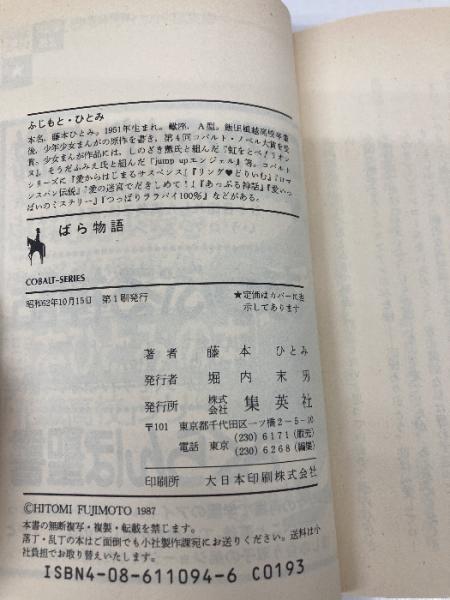 ふじもと・ひとみ
本名、藤本ひとみ。1951年生まれ。蠍座、A型。飯田風越高校卒業
後、少年少女まんがの原作を書き、第4回コバルト・ノベル大賞を受
賞。少女まんが作品には、しのざき薫氏と組んだ『虹をとべ!リオン
ヌ』、そうだふみえ氏と組んだ『jump upエンジェル』等。コバルト
シリーズに『愛からはじまるサスペンス』『リング♥どりいむ』『ロマ
ンスパン伝説』『愛の迷宮でだきしめて!』『あっぷる神話』『愛いっ
ぱいのミステリー』『つっぱりララバイ100%』などがある。
ばら物語
COBALT-SERIES
昭和62年10月15日 第1刷発行
★定価はカバーに表
示してあります
著者 藤本ひとみ
発行者 堀内末男
発行所 株式会社 集英社
〒101 東京都千代田区一ツ橋2-5-10
電話 東京 (230) 6171 (販売)
(230) 6268 (編集)
印刷所 大日本印刷株式会社
©HITOMI FUJIMOTO 1987
本書の無断複写・複製・転載を禁じます。
落丁・乱丁の本はご面倒でも小社製作課宛にお送りください。送料は小
社負担でお取り替えいたします。
ISBN4-08-611094-6 C0193